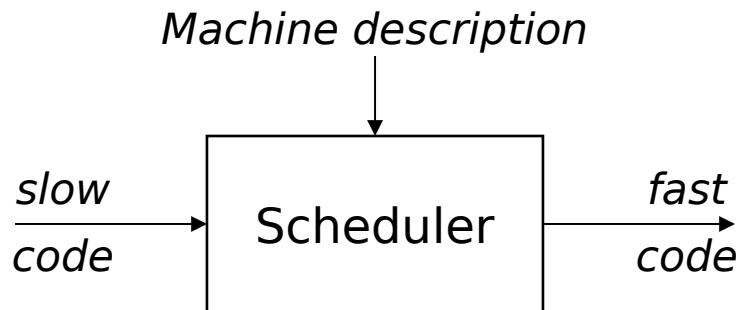 Machine description
slow
code
Scheduler
fast
code